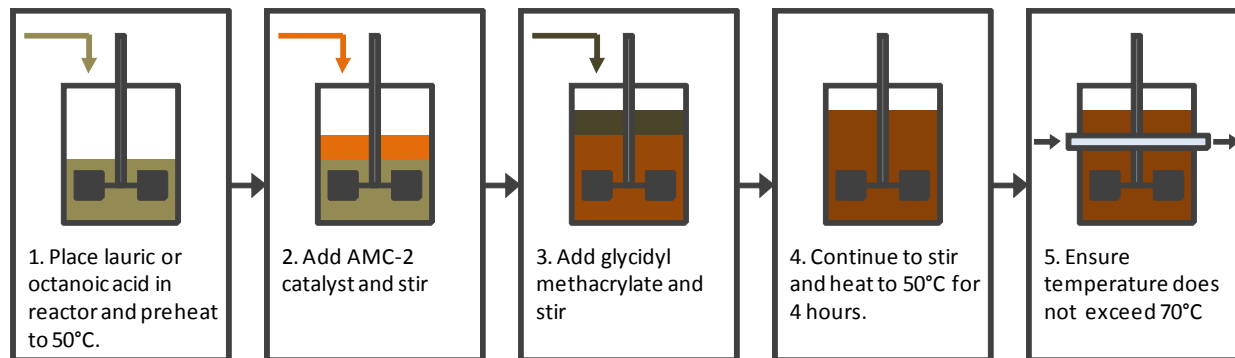 1. Place lauric or
octanoic acid in
reactor and preheat
to 50°C.
2. Add AMC-2
catalyst and stir
3. Add glycidyl
methacrylate and
stir
4. Continue to stir
and heat to 50°C for
4 hours.
5. Ensure
temperature does
not exceed 70°C